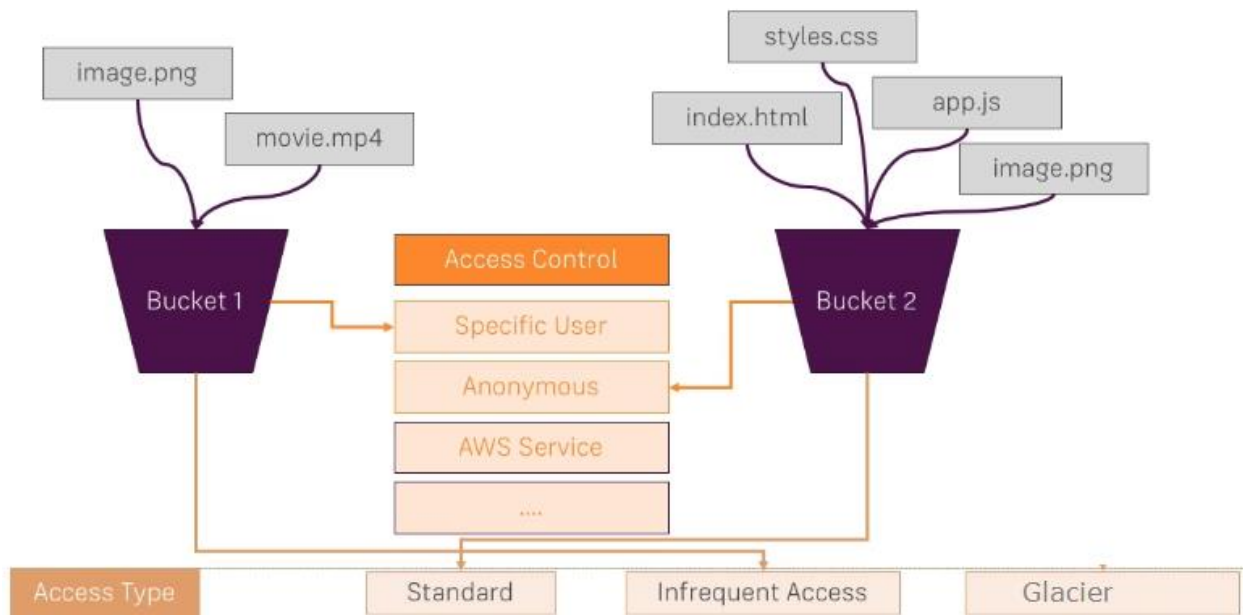 styles.css
image.png
app.js
index.html
movie.mp4
image.png
Access Control
Bucket 1
Bucket 2
Specific User
Anonymous
AWS Service
....
Access Type
Standard
Infrequent Access
Glacier